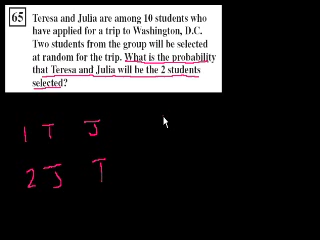 65 Teresa and Julia are among 10 students who
have applied for a trip to Washington, D.C.
Two students from the group will be selected
at random for the trip. What is the probability
that Teresa and Julia will be the 2 students
selected?
1 T J
2 J T